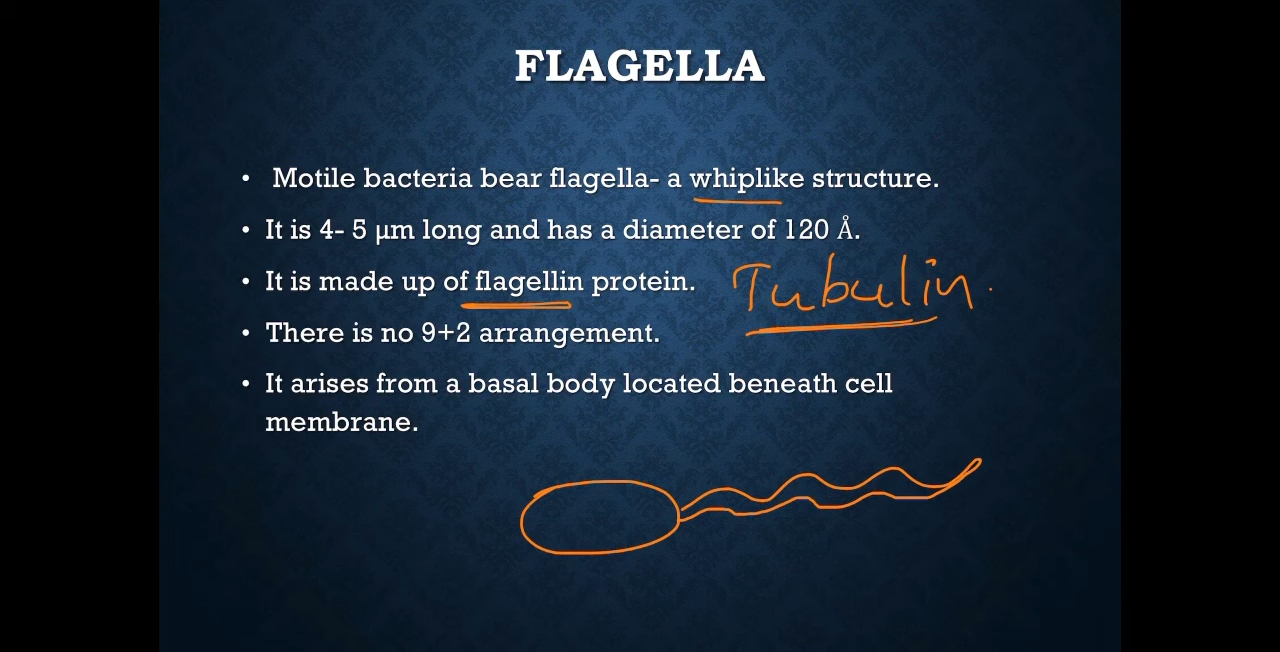 FLAGELLA
• Motile bacteria bear flagella- a whiplike structure.
• It is 4- 5 µm long and has a diameter of 120 Å.
• It is made up of flagellin protein. Tubulin.
• There is no 9+2 arrangement.
• It arises from a basal body located beneath cell
membrane.